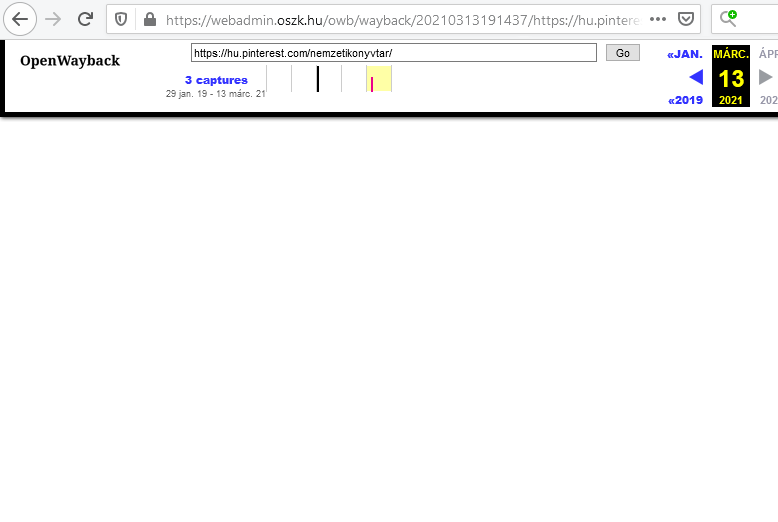 https://webadmin.oszk.hu/owb/wayback/20210313191437/https://hu.pintere
OpenWayback
https://hu.pinterest.com/nemzetikonyvtar/
Go
3 captures
29 jan. 19 - 13 márc. 21
«JAN. MÁRC. ÁPR
13
«2019 2021 202